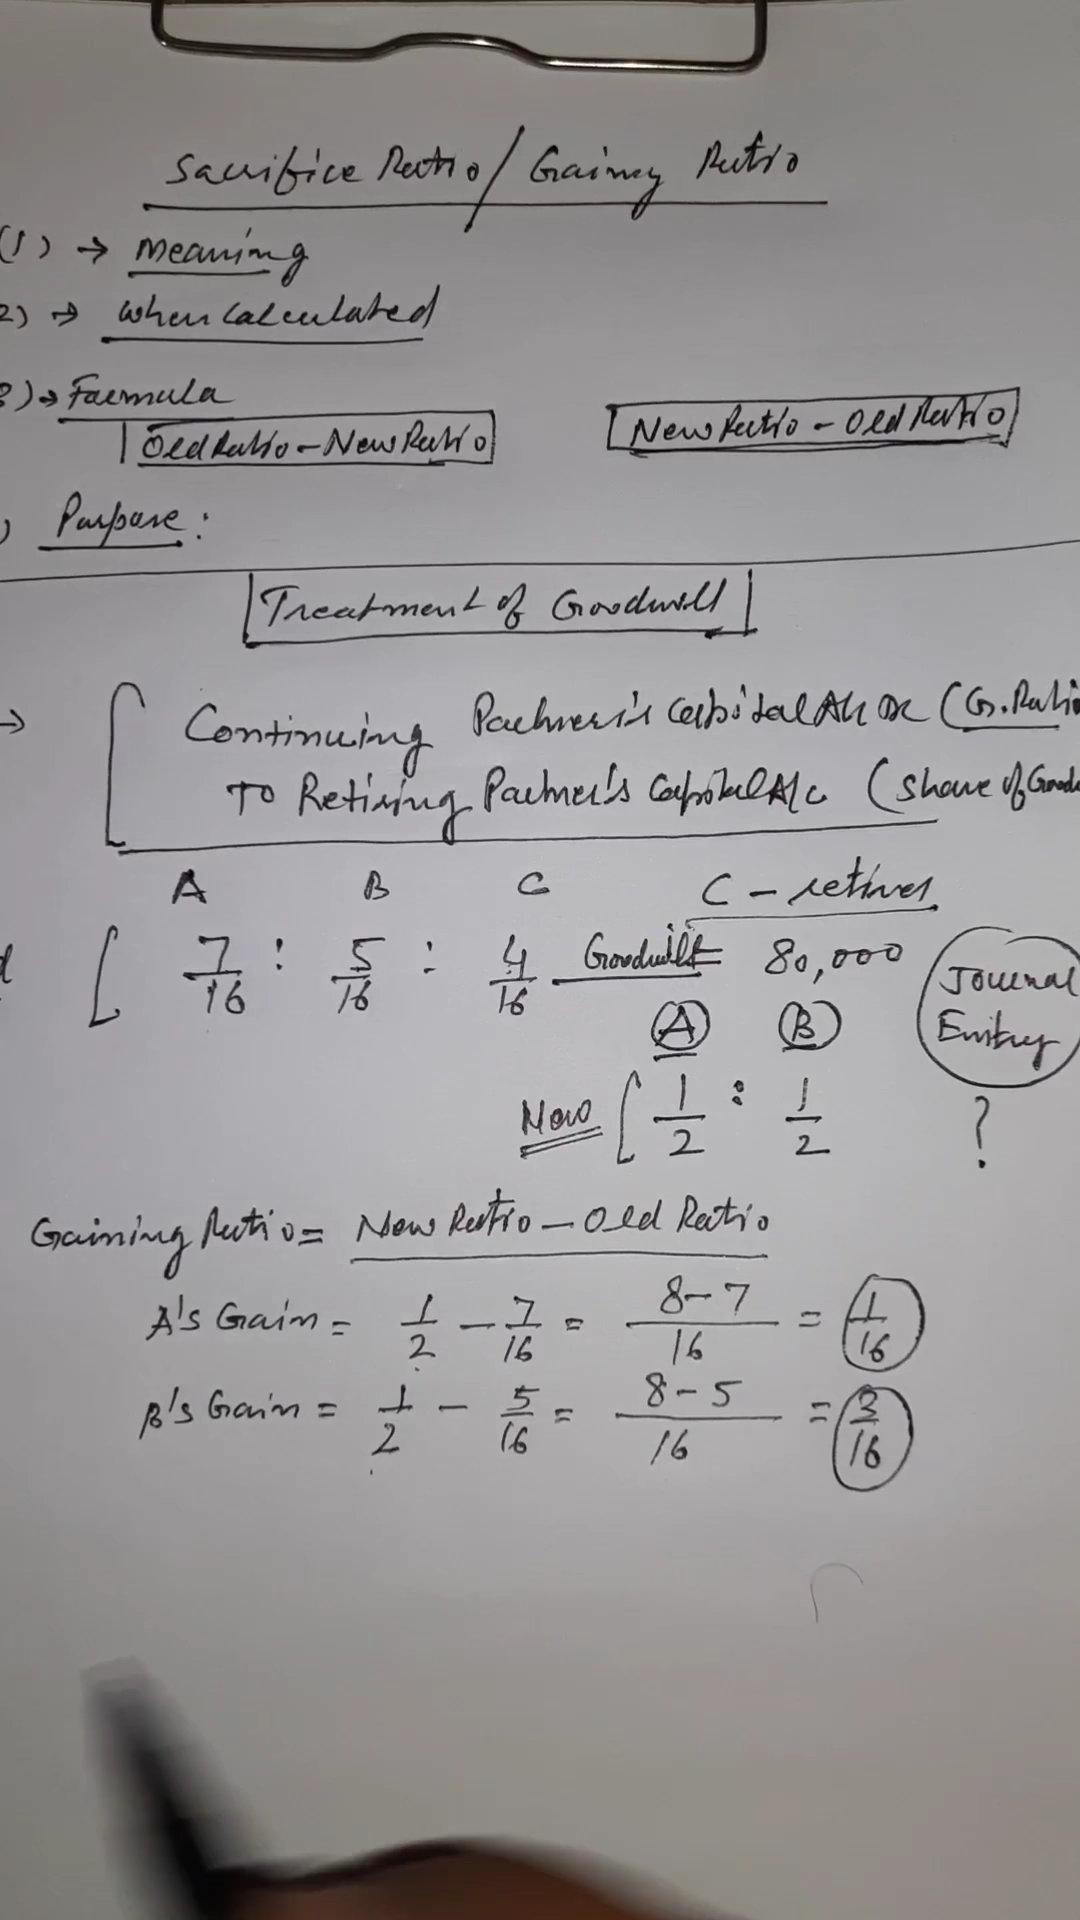 Sacrifice Ratio / Gaining Ratio
(1) → Meaning
2) → When Calculated
3) → Formula
Old Ratio - New Ratio New Ratio - Old Ratio
) Purpose :
Treatment of Goodwill
→ Continuing Partner's Capital A/c Dr (G. Ratio
To Retiring Partner's Capital A/c (Share of Goodw
A B C C - retires
d [ 7/16 : 5/16 : 4/16 Goodwill = 80,000 Journal Entry ?
A B
New [ 1/2 : 1/2
Gaining Ratio = New Ratio - Old Ratio
A's Gain = 1/2 - 7/16 = 8-7/16 = 1/16
B's Gain = 1/2 - 5/16 = 8-5/16 = 3/16